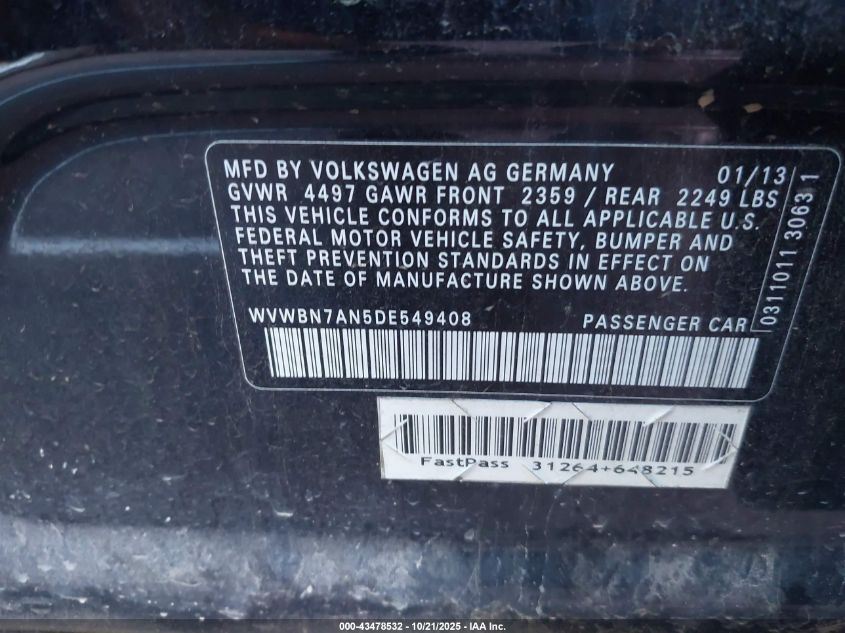 MFD BY VOLKSWAGEN AG GERMANY 01/13
GVWR 4497 GAWR FRONT 2359 / REAR 2249 LBS
THIS VEHICLE CONFORMS TO ALL APPLICABLE U.S.
FEDERAL MOTOR VEHICLE SAFETY, BUMPER AND
THEFT PREVENTION STANDARDS IN EFFECT ON
THE DATE OF MANUFACTURE SHOWN ABOVE.
WVWBN7AN5DE549408 PASSENGER CAR
0311011 3063 1
FastPass 31264+648215
000-43478532 - 10/21/2025 - IAA Inc.